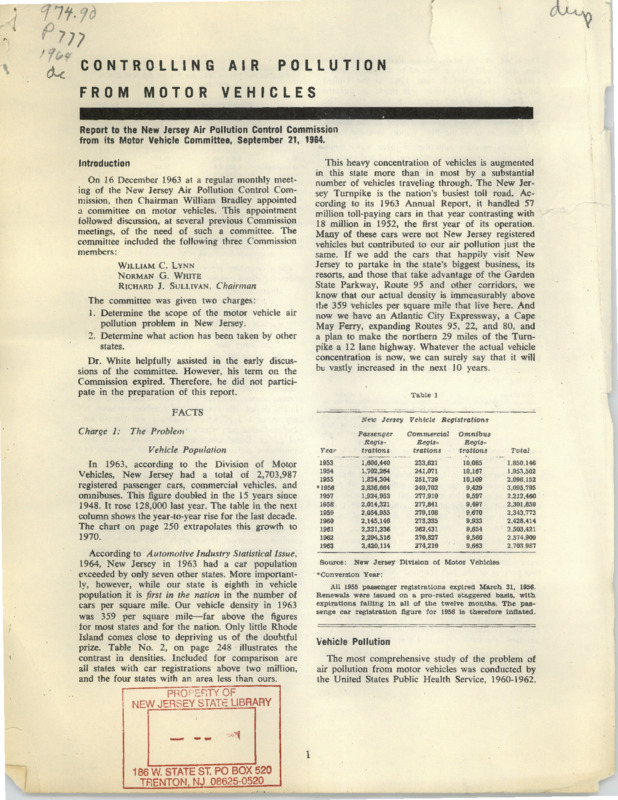 974.90
P777
1964
dup
CONTROLLING AIR POLLUTION
FROM MOTOR VEHICLES
Report to the New Jersey Air Pollution Control Commission
from its Motor Vehicle Committee, September 21, 1964.
Introduction
On 16 December 1963 at a regular monthly meet-
ing of the New Jersey Air Pollution Control Com-
mission, then Chairman William Bradley appointed
a committee on motor vehicles. This appointment
followed discussion, at several previous Commission
meetings, of the need of such a committee. The
committee included the following three Commission
members:
WILLIAM C. LYNN
NORMAN G. WHITE
RICHARD J. SULLIVAN, Chairman
The committee was given two charges:
1. Determine the scope of the motor vehicle air
pollution problem in New Jersey.
2. Determine what action has been taken by other
states.
Dr. White helpfully assisted in the early discus-
sions of the committee. However, his term on the
Commission expired. Therefore, he did not partici-
pate in the preparation of this report.
FACTS
Charge 1: The Problem
Vehicle Population
In 1963, according to the Division of Motor
Vehicles, New Jersey had a total of 2,703,987
registered passenger cars, commercial vehicles, and
omnibuses. This figure doubled in the 15 years since
1948. It rose 128,000 last year. The table in the next
column shows the year-to-year rise for the last decade.
The chart on page 250 extrapolates this growth to
1970.
According to Automotive Industry Statistical Issue,
1964, New Jersey in 1963 had a car population
exceeded by only seven other states. More important-
ly, however, while our state is eighth in vehicle
population it is first in the nation in the number of
cars per square mile. Our vehicle density in 1963
was 359 per square mile—far above the figures
for most states and for the nation. Only little Rhode
Island comes close to depriving us of the doubtful
prize. Table No. 2, on page 248 illustrates the
contrast in densities. Included for comparison are
all states with car registrations above two million,
and the four states with an area less than ours.
This heavy concentration of vehicles is augmented
in this state more than in most by a substantial
number of vehicles traveling through. The New Jer-
sey Turnpike is the nation's busiest toll road. Ac-
cording to its 1963 Annual Report, it handled 57
million toll-paying cars in that year contrasting with
18 million in 1952, the first year of its operation.
Many of these cars were not New Jersey registered
vehicles but contributed to our air pollution just the
same. If we add the cars that happily visit New
Jersey to partake in the state's biggest business, its
resorts, and those that take advantage of the Garden
State Parkway, Route 95 and other corridors, we
know that our actual density is immeasurably above
the 359 vehicles per square mile that live here. And
now we have an Atlantic City Expressway, a Cape
May Ferry, expanding Routes 95, 22, and 80, and
a plan to make the northern 29 miles of the Turn-
pike a 12 lane highway. Whatever the actual vehicle
concentration is now, we can surely say that it will
be vastly increased in the next 10 years.
Table 1
New Jersey Vehicle Registrations
Passenger Commercial Omnibus
Regis- Regis- Regis-
Year trations trations trations Total
1953 1,606,440 233,621 10,085 1,850,146
1954 1,702,264 241,071 10,167 1,953,502
1955 1,834,304 251,739 10,109 2,096,152
*1956 2,836,664 249,702 9,429 3,095,795
1957 1,924,953 277,910 9,597 2,212,460
1958 2,014,321 277,841 9,697 2,301,859
1959 2,054,955 279,108 9,670 2,343,773
1960 2,145,146 273,335 9,933 2,428,414
1961 2,231,336 262,431 9,654 2,503,421
1962 2,294,516 270,827 9,566 2,574,909
1963 2,420,114 274,210 9,663 2,703,987
Source: New Jersey Division of Motor Vehicles
*Conversion Year:
All 1955 passenger registrations expired March 31, 1956.
Renewals were issued on a pro-rated staggered basis, with
expirations falling in all of the twelve months. The pas-
senge car registration figure for 1956 is therefore inflated.
Vehicle Pollution
The most comprehensive study of the problem of
air pollution from motor vehicles was conducted by
the United States Public Health Service, 1960-1962.
PROPERTY OF
NEW JERSEY STATE LIBRARY
186 W. STATE ST. PO BOX 520
TRENTON, NJ 08625-0520
1